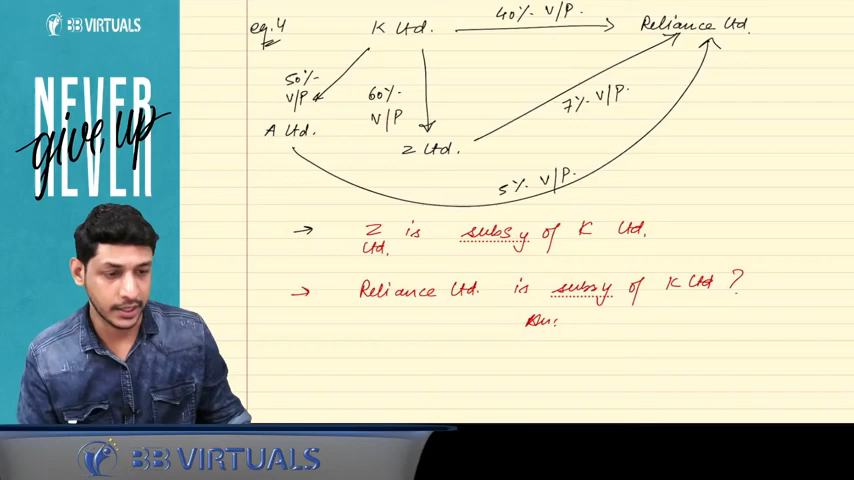 BB VIRTUALS
NEVER
give up
NEVER
eg.4
K Ltd.
40% V/P
Reliance Ltd.
50%
V/P
60%
V/P
7% V/P.
A Ltd.
Z Ltd.
5% V/P.
→ Z is subsy of K Ltd.
Ltd.
→ Reliance Ltd. is subsy of K Ltd ?
Ans:
BB VIRTUALS